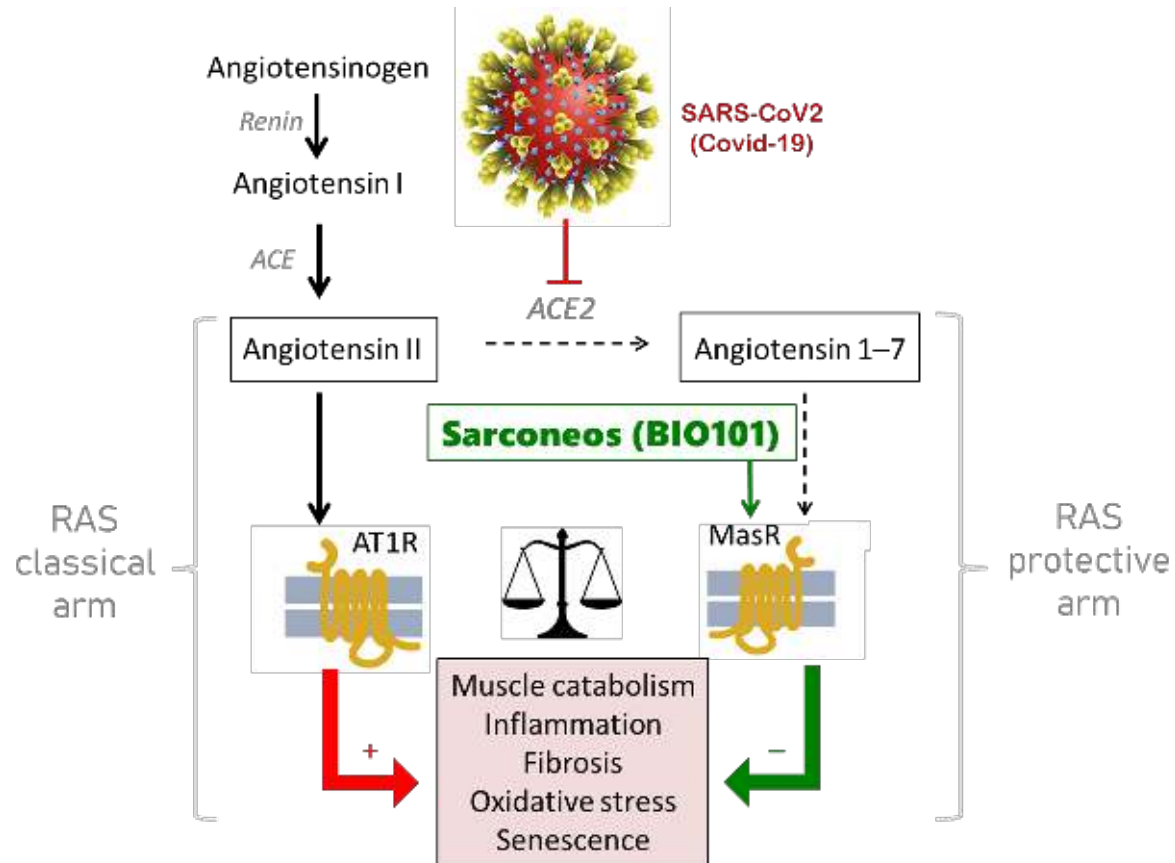 Angiotensinogen
Renin
Angiotensin I
ACE
SARS-CoV2
(Covid-19)
ACE2
Angiotensin II
Angiotensin 1–7
Sarconeos (BIO101)
RAS
classical
arm
AT1R
MasR
RAS
protective
arm
+
–
Muscle catabolism
Inflammation
Fibrosis
Oxidative stress
Senescence